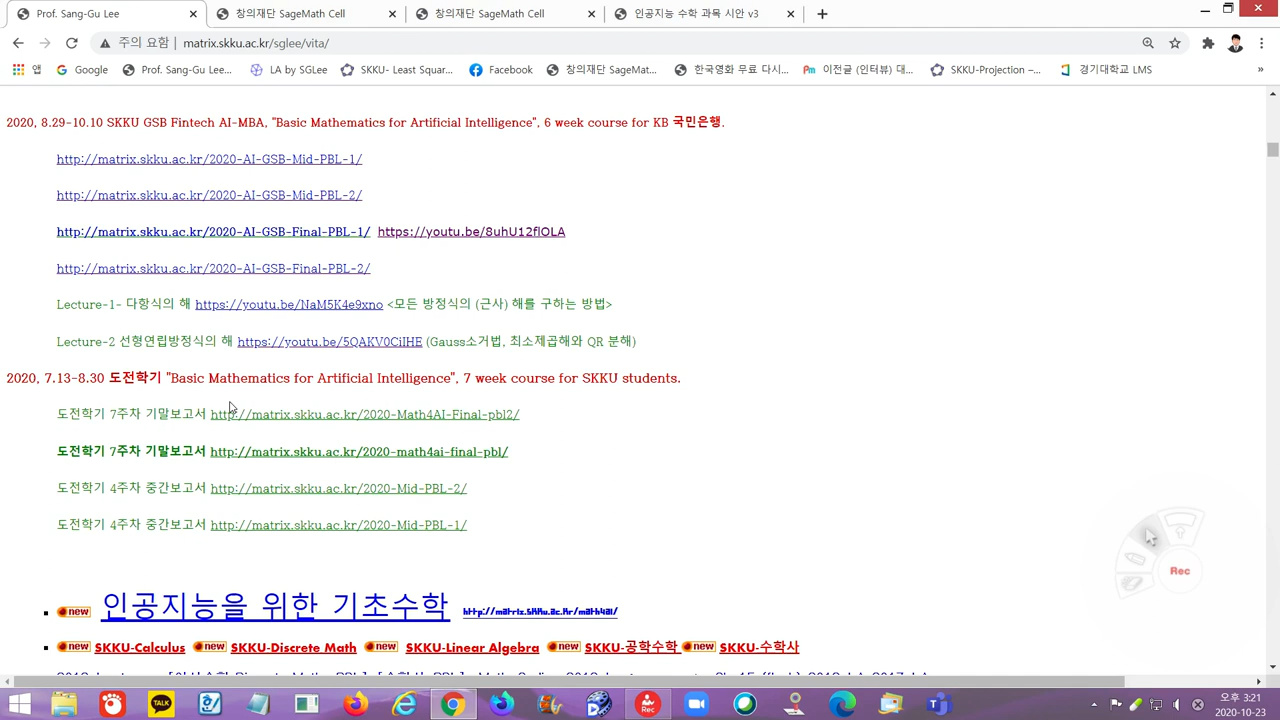 Prof. Sang-Gu Lee
창의재단 SageMath Cell
창의재단 SageMath Cell
인공지능 수학 과목 시안 v3
주의 요함 | matrix.skku.ac.kr/sglee/vita/
앱 Google Prof. Sang-Gu Lee... LA by SGLee SKKU- Least Squar... Facebook 창의재단 SageMat... 한국영화 무료 다시... 이전글 (인터뷰) 대... SKKU-Projection –... 경기대학교 LMS »
2020, 8.29-10.10 SKKU GSB Fintech AI-MBA, "Basic Mathematics for Artificial Intelligence", 6 week course for KB 국민은행.
http://matrix.skku.ac.kr/2020-AI-GSB-Mid-PBL-1/
http://matrix.skku.ac.kr/2020-AI-GSB-Mid-PBL-2/
http://matrix.skku.ac.kr/2020-AI-GSB-Final-PBL-1/ https://youtu.be/8uhU12flOLA
http://matrix.skku.ac.kr/2020-AI-GSB-Final-PBL-2/
Lecture-1- 다항식의 해 https://youtu.be/NaM5K4e9xno <모든 방정식의 (근사) 해를 구하는 방법>
Lecture-2 선형연립방정식의 해 https://youtu.be/5QAKV0CiIHE (Gauss소거법, 최소제곱해와 QR 분해)
2020, 7.13-8.30 도전학기 "Basic Mathematics for Artificial Intelligence", 7 week course for SKKU students.
도전학기 7주차 기말보고서 http://matrix.skku.ac.kr/2020-Math4AI-Final-pbl2/
도전학기 7주차 기말보고서 http://matrix.skku.ac.kr/2020-math4ai-final-pbl/
도전학기 4주차 중간보고서 http://matrix.skku.ac.kr/2020-Mid-PBL-2/
도전학기 4주차 중간보고서 http://matrix.skku.ac.kr/2020-Mid-PBL-1/
Rec
new 인공지능을 위한 기초수학 http://matrix.skku.ac.kr/math4ai/
new SKKU-Calculus new SKKU-Discrete Math new SKKU-Linear Algebra new SKKU-공학수학 new SKKU-수학사
TALK
Rec
오후 3:21
2020-10-23